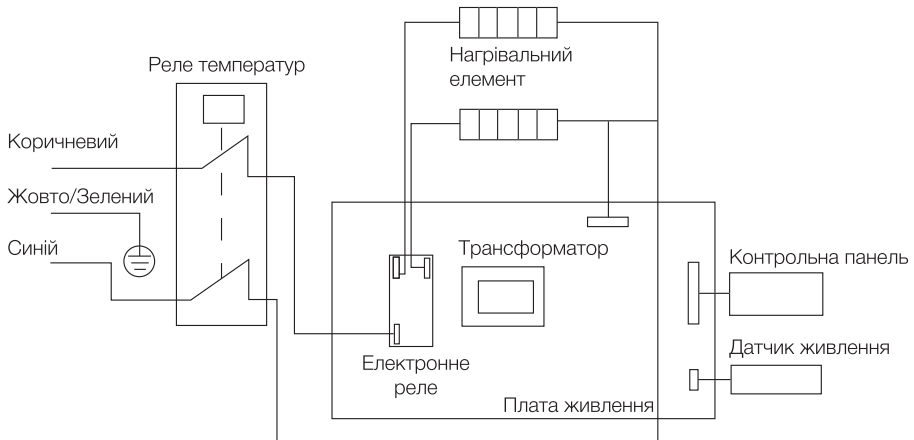 Нагрівальний
елемент
Реле температур
Коричневий
Жовто/Зелений
Синій
Трансформатор
Контрольна панель
Датчик живлення
Електронне
реле
Плата живлення